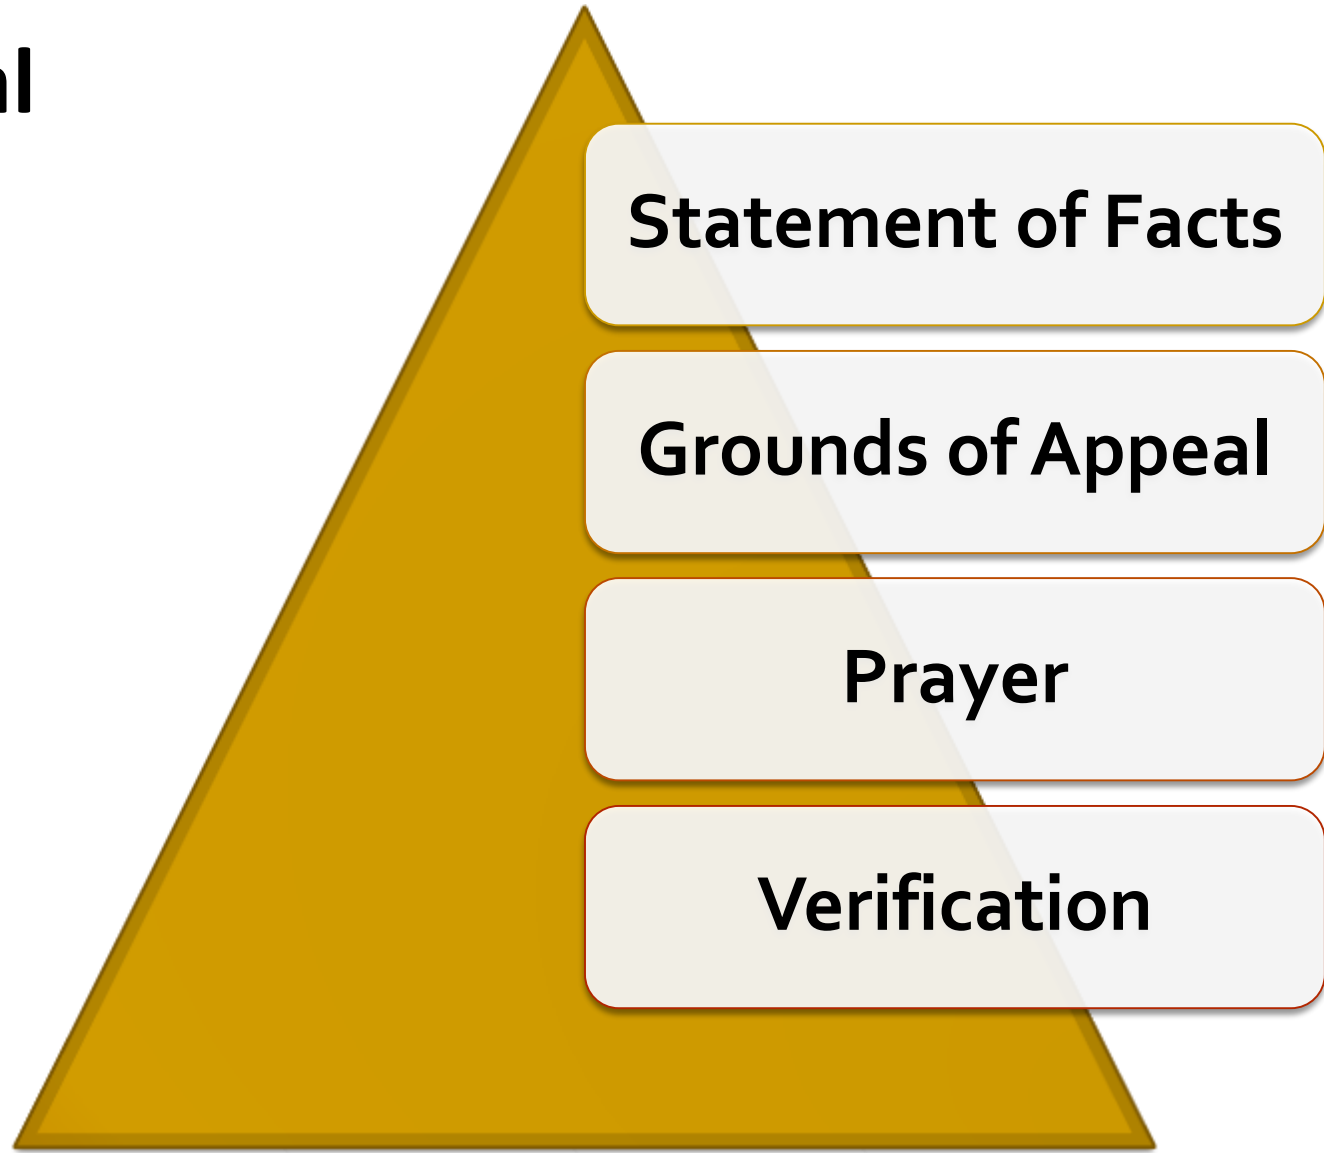 Statement of Facts
Grounds of Appeal
Prayer
Verification